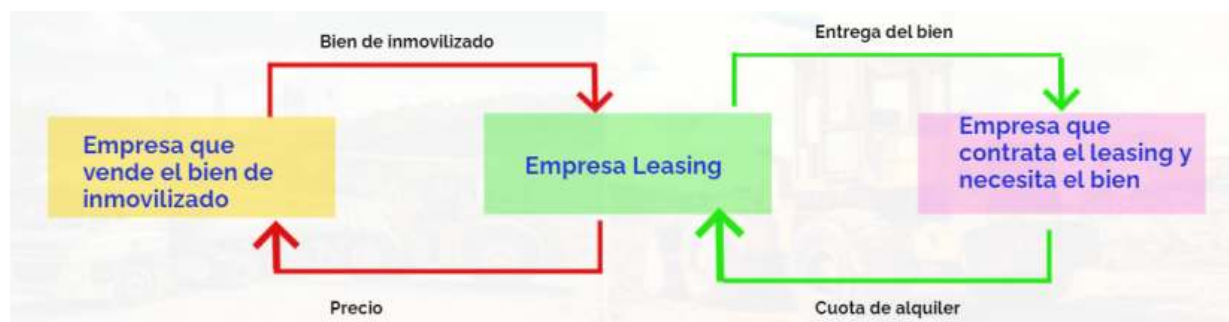 Bien de inmovilizado
Entrega del bien
Empresa que
vende el bien de
inmovilizado
Empresa Leasing
Empresa que
contrata el leasing y
necesita el bien
Precio
Cuota de alquiler